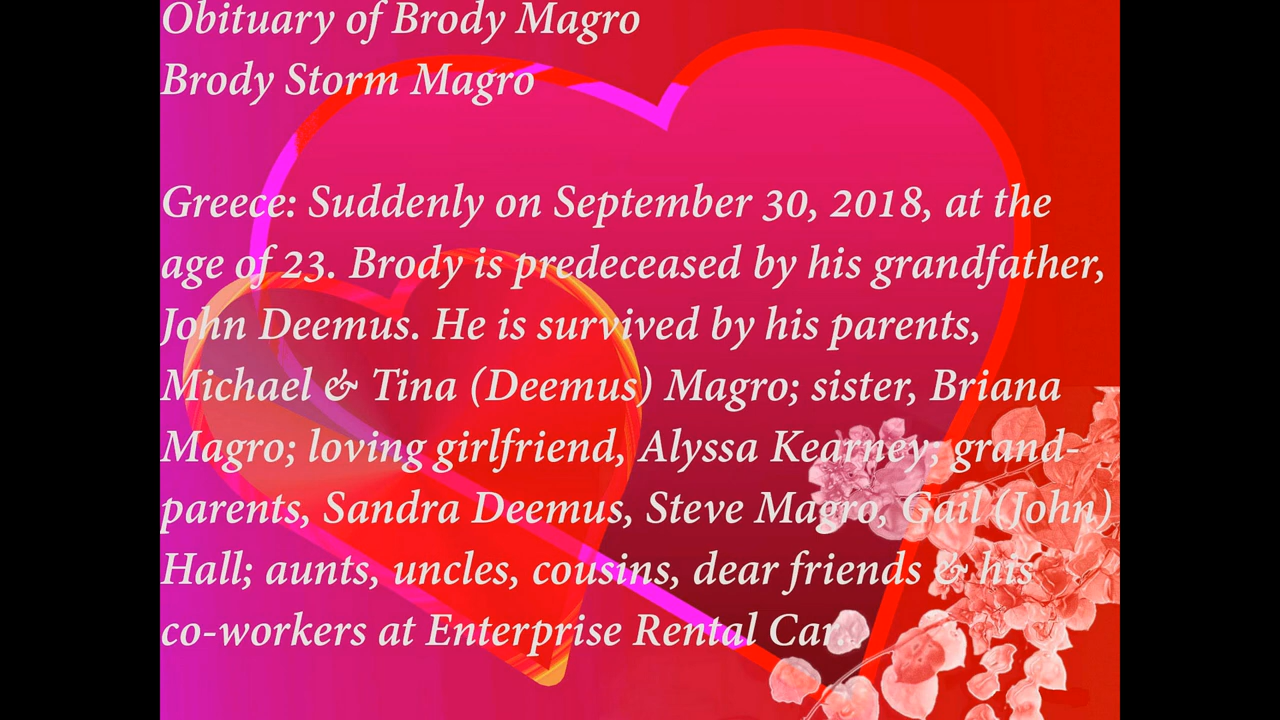 Obituary of Brody Magro
Brody Storm Magro
Greece: Suddenly on September 30, 2018, at the
age of 23. Brody is predeceased by his grandfather,
John Deemus. He is survived by his parents,
Michael & Tina (Deemus) Magro; sister, Briana
Magro; loving girlfriend, Alyssa Kearney; grand-
parents, Sandra Deemus, Steve Magro, Gail (John)
Hall; aunts, uncles, cousins, dear friends & his
co-workers at Enterprise Rental Car.